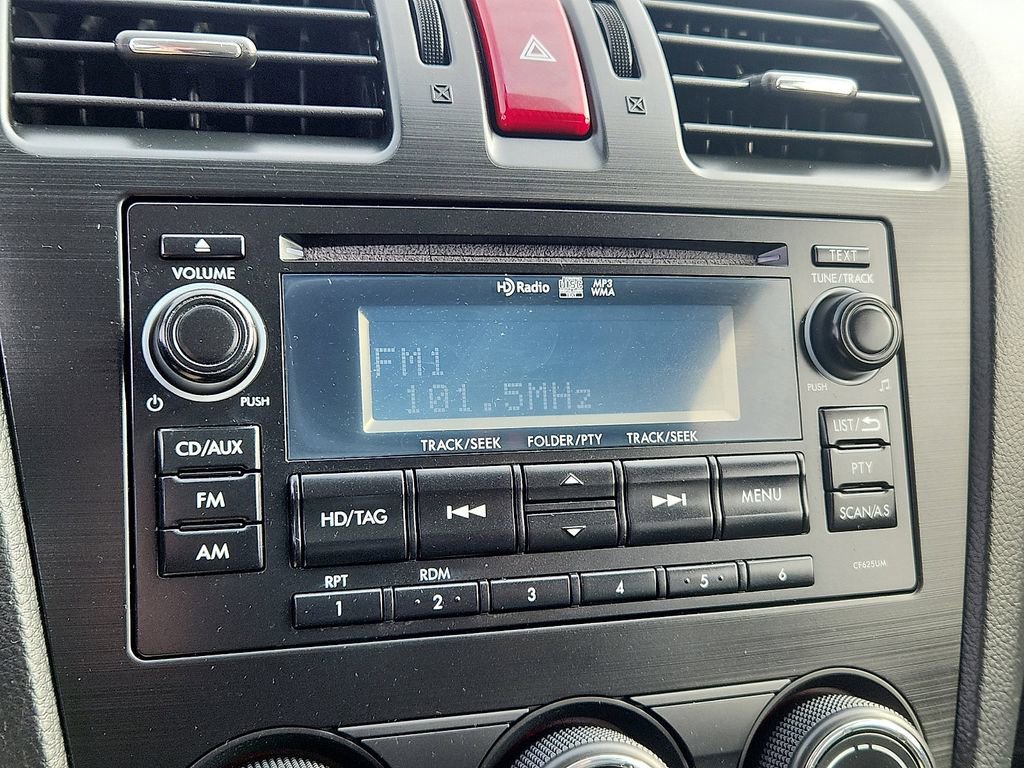 VOLUME
PUSH
TEXT
TUNE/TRACK
PUSH
HD Radio
disc
TEXT
MP3
WMA
FM1
101.5MHz
TRACK/SEEK
FOLDER/PTY
TRACK/SEEK
CD/AUX
FM
AM
HD/TAG
MENU
LIST/
PTY
SCAN/A.S
CF625UM
RPT
1
RDM
2
3
4
5
6